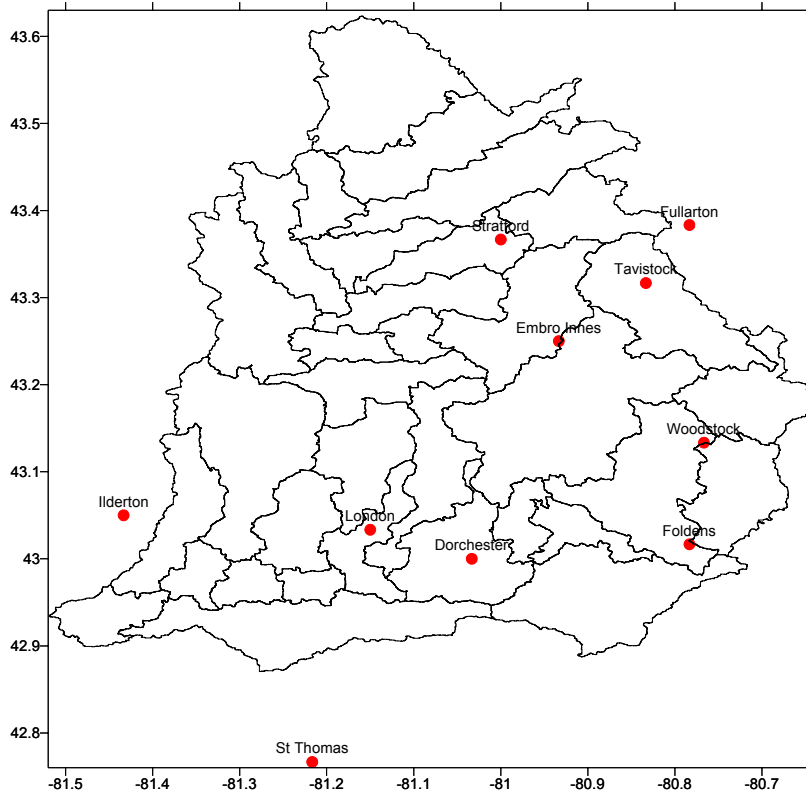 43.6
43.5
43.4
43.3
43.2
43.1
43
42.9
42.8
Fullarton
Stratford
Tavistock
Embro Innes
Woodstock
Ilderton
London
Dorchester
Foldens
St Thomas
-81.5 -81.4 -81.3 -81.2 -81.1 -81 -80.9 -80.8 -80.7